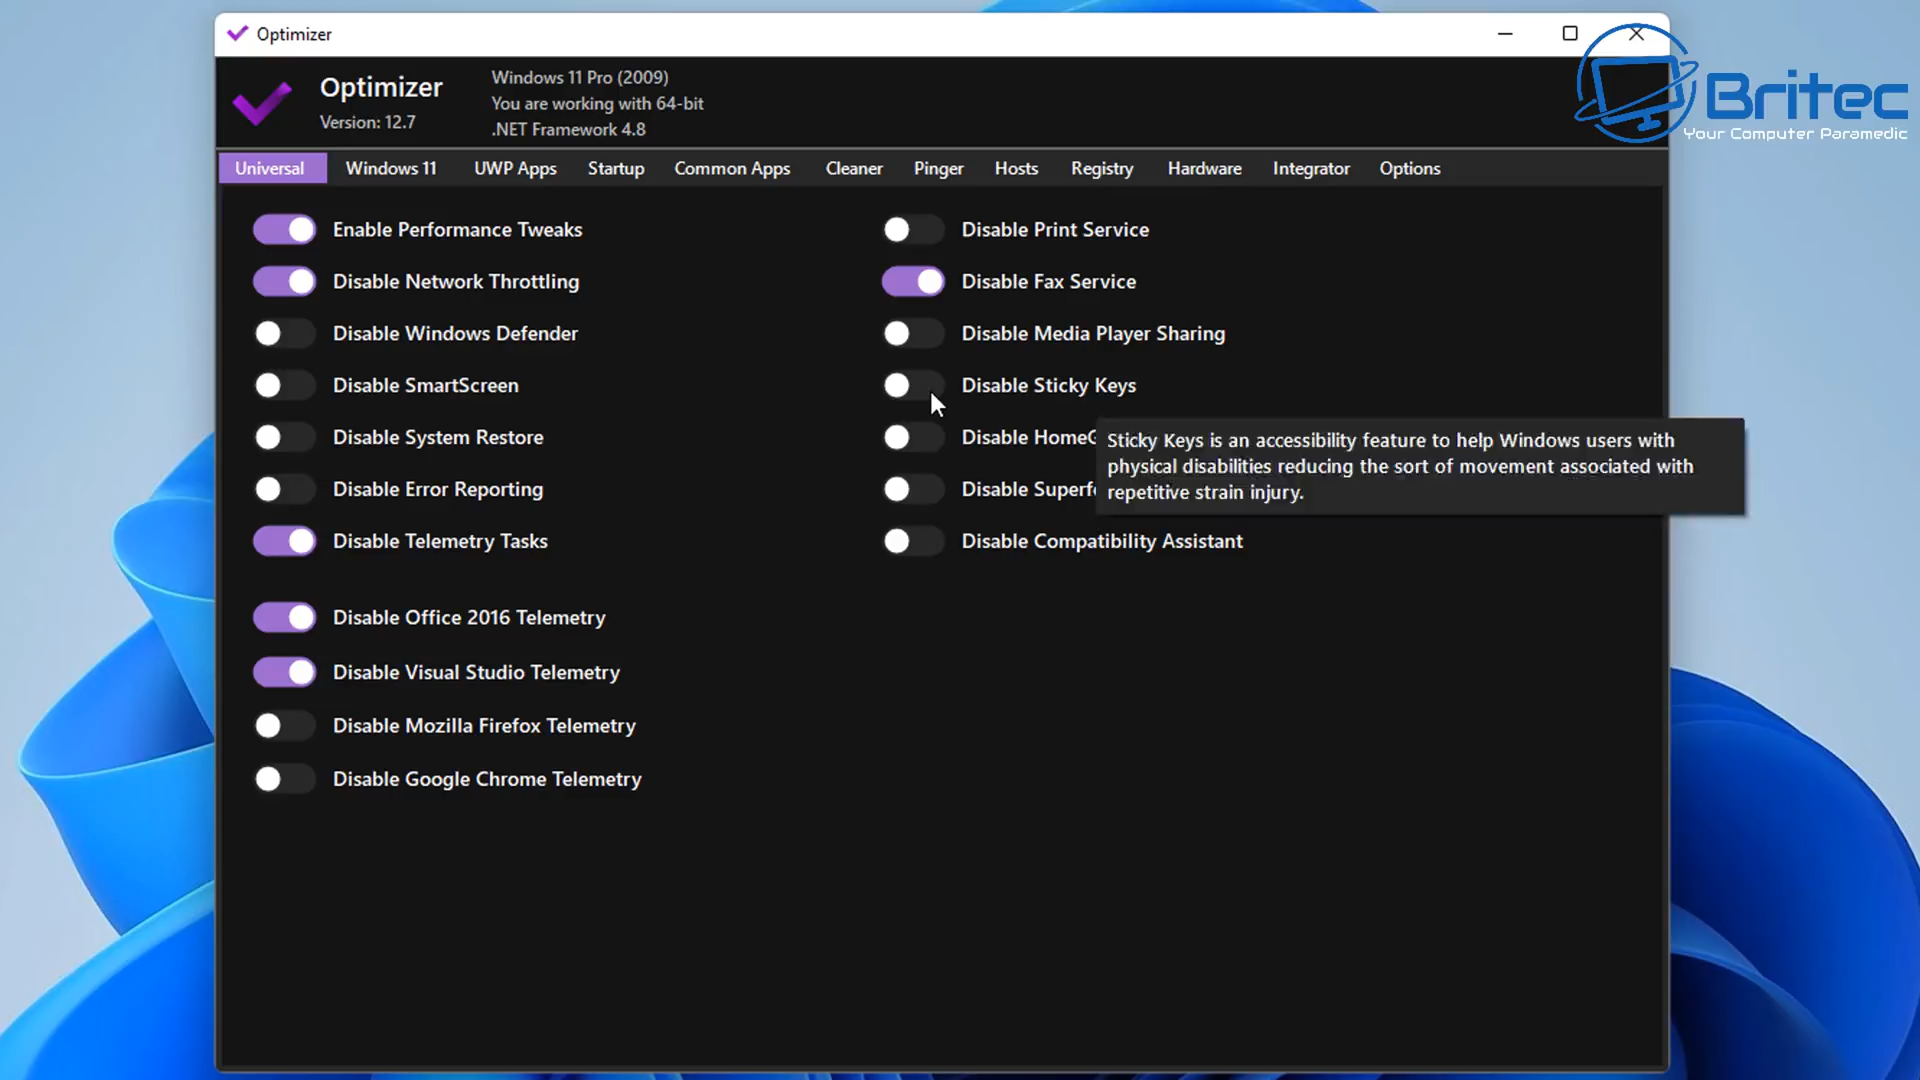 Optimizer
Britec
Your Computer Paramedic
Optimizer
Version: 12.7
Windows 11 Pro (2009)
You are working with 64-bit
.NET Framework 4.8
Universal Windows 11 UWP Apps Startup Common Apps Cleaner Pinger Hosts Registry Hardware Integrator Options
Enable Performance Tweaks
Disable Network Throttling
Disable Windows Defender
Disable SmartScreen
Disable System Restore
Disable Error Reporting
Disable Telemetry Tasks
Disable Office 2016 Telemetry
Disable Visual Studio Telemetry
Disable Mozilla Firefox Telemetry
Disable Google Chrome Telemetry
Disable Print Service
Disable Fax Service
Disable Media Player Sharing
Disable Sticky Keys
Disable
Disable
Disable Compatibility Assistant
Sticky Keys is an accessibility feature to help Windows users with
physical disabilities reducing the sort of movement associated with
repetitive strain injury.